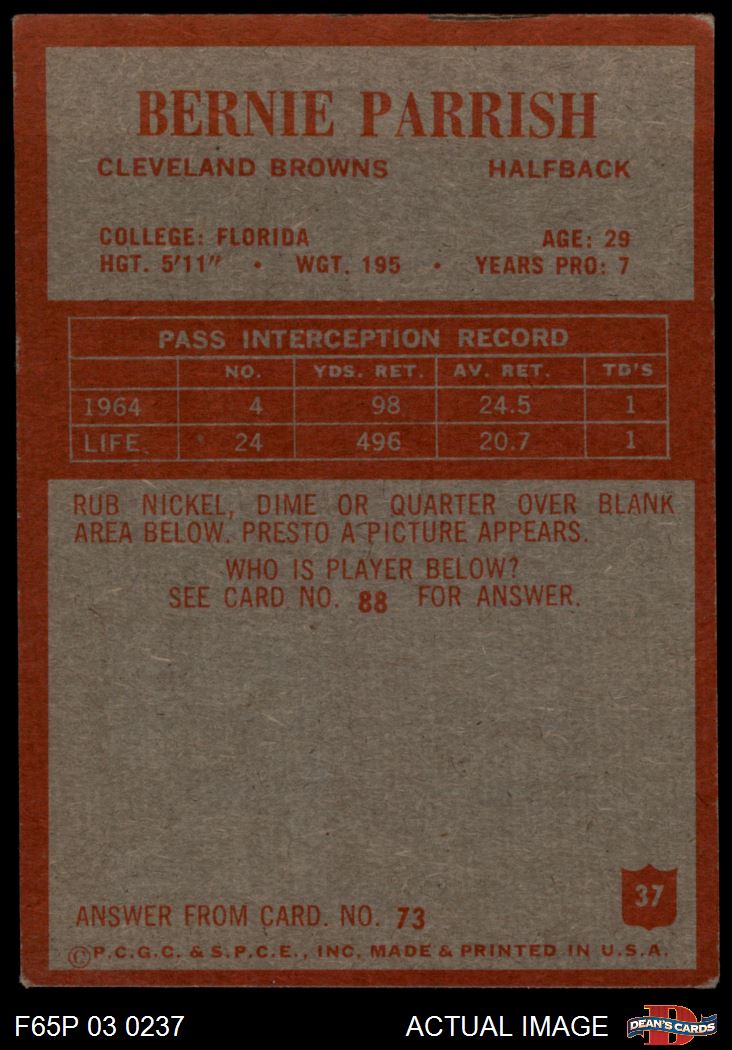 BERNIE PARRISH
CLEVELAND BROWNS HALFBACK
COLLEGE: FLORIDA AGE: 29
HGT. 5'11" • WGT. 195 • YEARS PRO: 7
PASS INTERCEPTION RECORD
NO. YDS. RET. AV. RET. TD'S
1964 4 98 24.5 1
LIFE 24 496 20.7 1
RUB NICKEL, DIME OR QUARTER OVER BLANK
AREA BELOW. PRESTO A PICTURE APPEARS.
WHO IS PLAYER BELOW?
SEE CARD NO. 88 FOR ANSWER.
37
ANSWER FROM CARD. NO. 73
©P.C.G.C. & S.P.C.E., INC. MADE & PRINTED IN U.S.A.
F65P 03 0237 ACTUAL IMAGE D DEAN'S CARDS